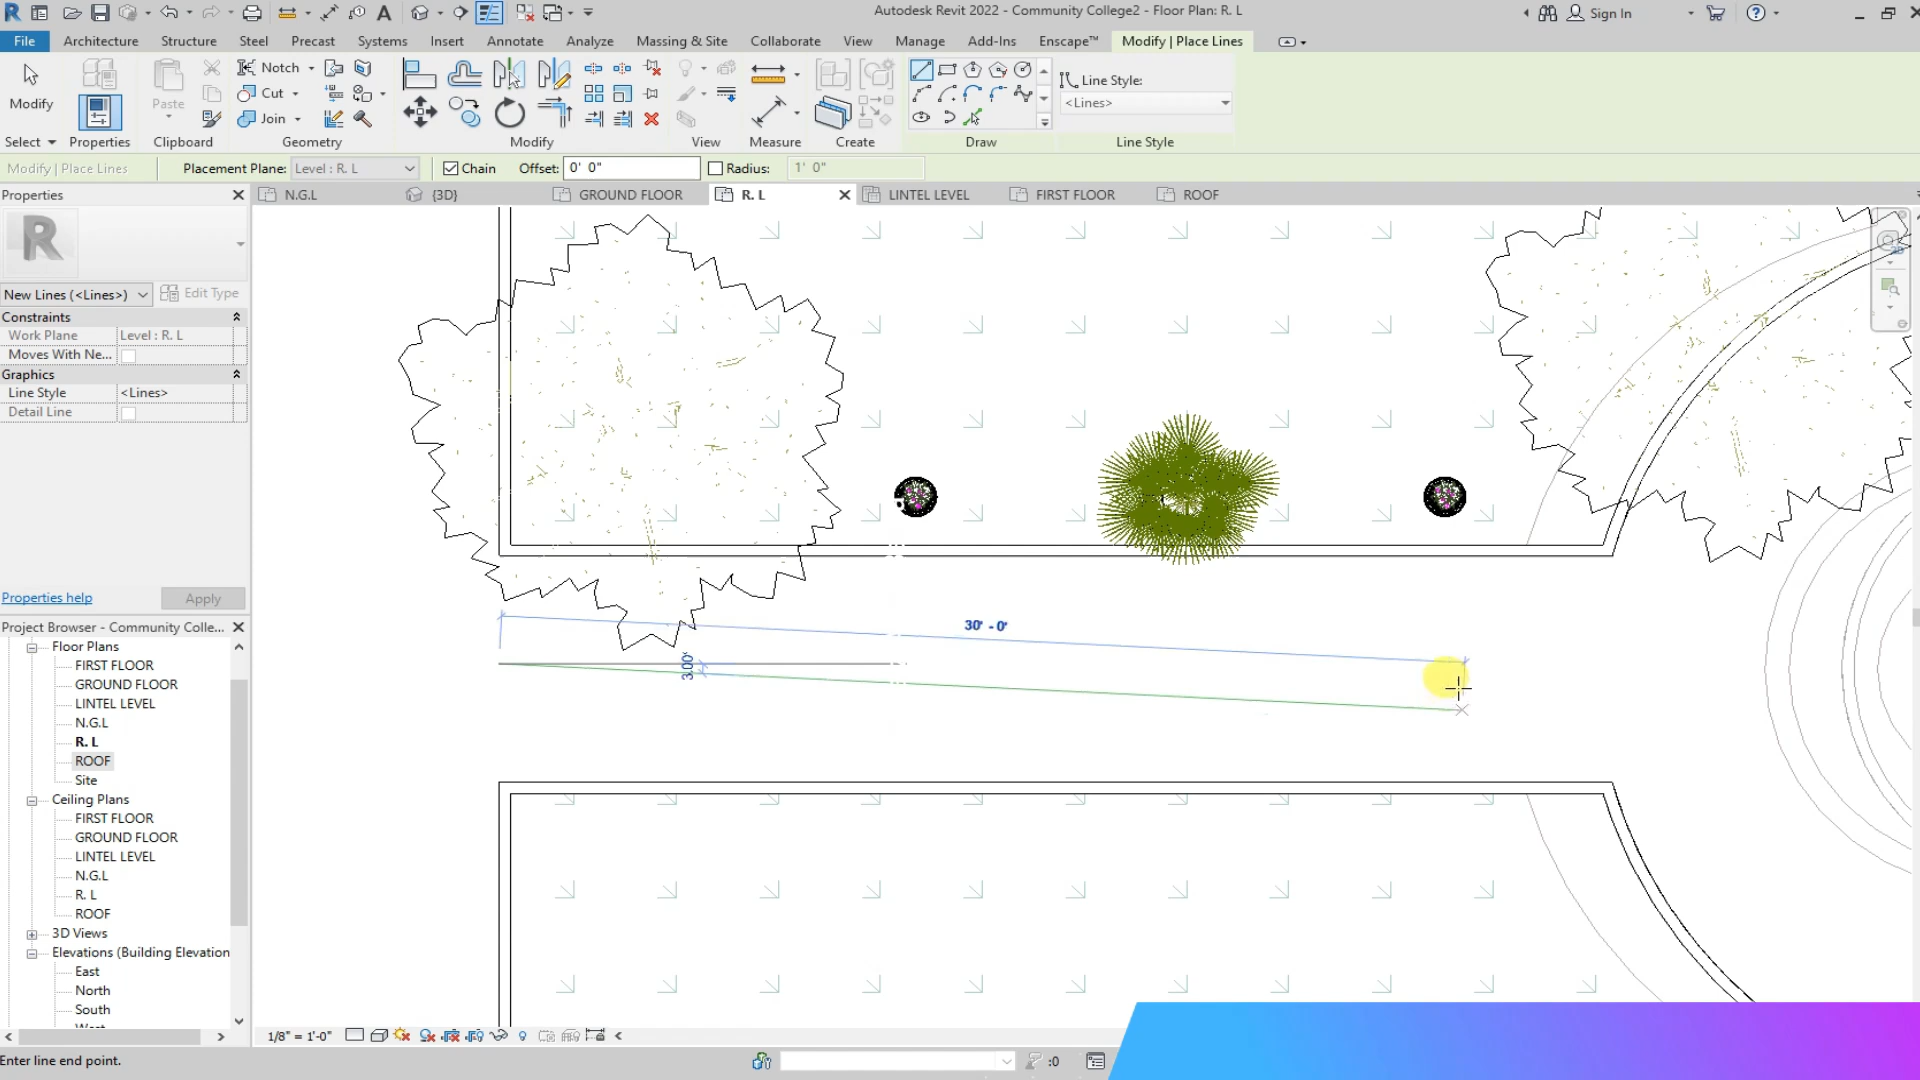 Autodesk Revit 2022 - Community College2 - Floor Plan: R. L
Sign In
File Architecture Structure Steel Precast Systems Insert Annotate Analyze Massing & Site Collaborate View Manage Add-Ins Enscape™ Modify | Place Lines
Modify
Paste
Notch
Cut
Join
Line Style:
<Lines>
Select Properties Clipboard Geometry Modify View Measure Create Draw Line Style
Modify | Place Lines Placement Plane: Level : R. L Chain Offset: 0' 0" Radius: 1' 0"
Properties
N.G.L {3D} GROUND FLOOR R. L LINTEL LEVEL FIRST FLOOR ROOF
New Lines (<Lines>) Edit Type
Constraints
Work Plane Level : R. L
Moves With Ne...
Graphics
Line Style <Lines>
Detail Line
Properties help Apply
Project Browser - Community Colle...
Floor Plans
FIRST FLOOR
GROUND FLOOR
LINTEL LEVEL
N.G.L
R. L
ROOF
Site
Ceiling Plans
FIRST FLOOR
GROUND FLOOR
LINTEL LEVEL
N.G.L
R. L
ROOF
3D Views
Elevations (Building Elevation
East
North
South
30' - 0"
3.00°
1/8" = 1'-0"
Enter line end point.
:0